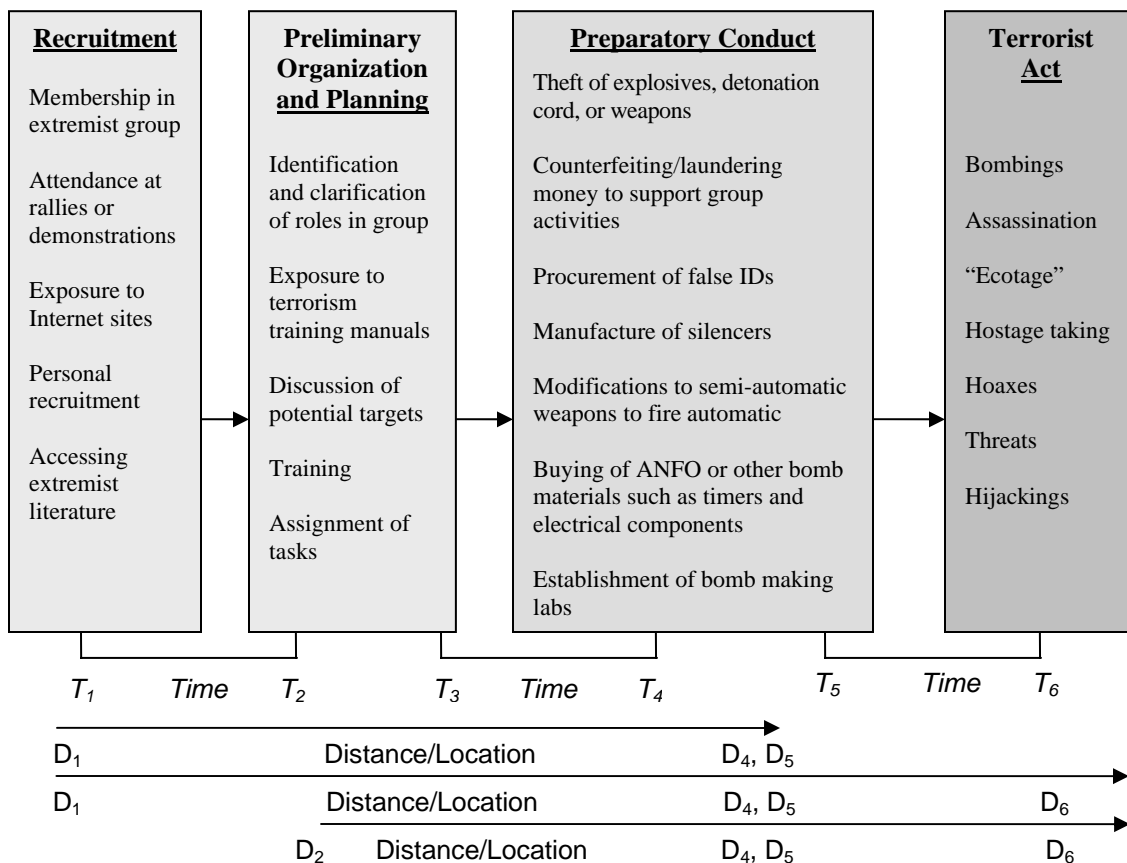 Recruitment
Membership in
extremist group
Attendance at
rallies or
demonstrations
Exposure to
Internet sites
Personal
recruitment
Accessing
extremist
literature
Preliminary
Organization
and Planning
Identification
and clarification
of roles in group
Exposure to
terrorism
training manuals
Discussion of
potential targets
Training
Assignment of
tasks
Preparatory Conduct
Theft of explosives, detonation
cord, or weapons
Counterfeiting/laundering
money to support group
activities
Procurement of false IDs
Manufacture of silencers
Modifications to semi-automatic
weapons to fire automatic
Buying of ANFO or other bomb
materials such as timers and
electrical components
Establishment of bomb making
labs
Terrorist
Act
Bombings
Assassination
“Ecotage”
Hostage taking
Hoaxes
Threats
Hijackings
T₁ Time T₂ T₃ Time T₄ T₅ Time T₆
D₁ Distance/Location D₄, D₅
D₁ Distance/Location D₄, D₅ D₆
D₂ Distance/Location D₄, D₅ D₆